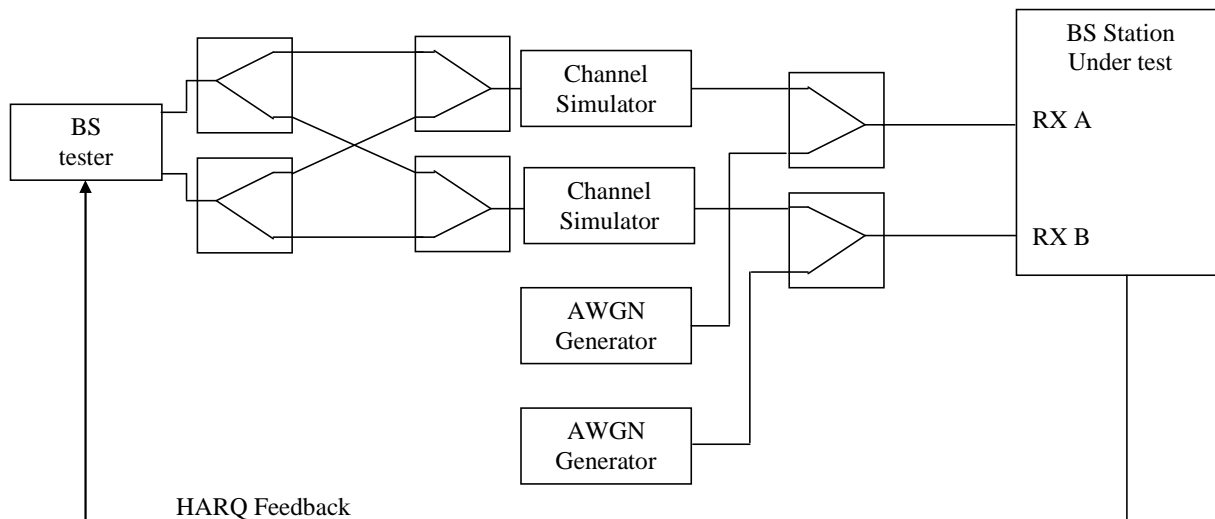 BS Station
Under test
Channel
Simulator
BS
tester
RX A
Channel
Simulator
RX B
AWGN
Generator
AWGN
Generator
HARQ Feedback